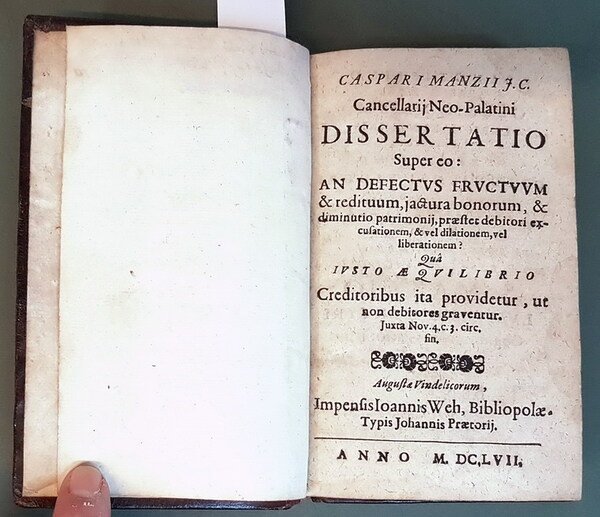 CASPARI MANZII J.C.
Cancellarij Neo-Palatini
DISSERTATIO
Super eo:
AN DEFECTVS FRVCTVVM
& redituum, jactura bonorum, &
diminutio patrimonij, præstet debitori ex-
cusationem, & vel dilationem, vel
liberationem?
Quâ
IVSTO ÆQVILIBRIO
Creditoribus ita providetur, ut
non debitores graventur.
Juxta Nov. 4. c. 3. circ.
fin.
Augustæ Vindelicorum,
Impensis Ioannis Weh, Bibliopolæ.
Typis Johannis Prætorij.
ANNO M. DC. LVII.